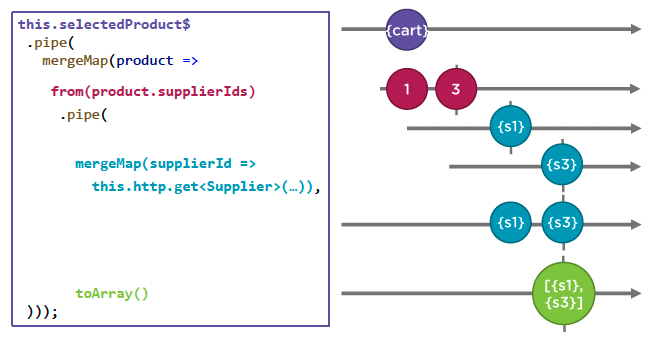 this.selectedProduct$
.pipe(
mergeMap(product =>
from(product.supplierIds)
.pipe(
mergeMap(supplierId =>
this.http.get<Supplier>(…)),
toArray()
)));
{cart}
1 3
{s1}
{s3}
{s1} {s3}
[{s1},
{s3}]